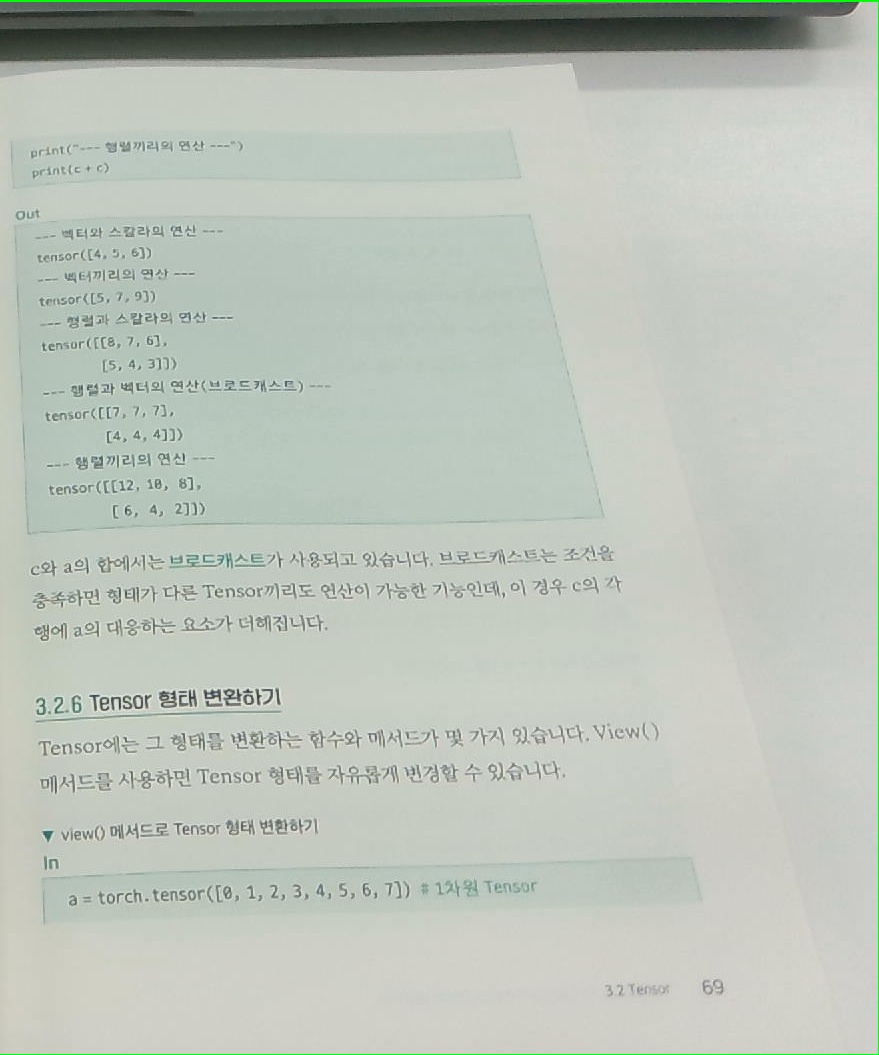 print("--- 행렬끼리의 연산 ---")
print(c + c)
Out
--- 벡터와 스칼라의 연산 ---
tensor([4, 5, 6])
--- 벡터끼리의 연산 ---
tensor([5, 7, 9])
--- 행렬과 스칼라의 연산 ---
tensor([[8, 7, 6],
[5, 4, 3]])
--- 행렬과 벡터의 연산(브로드캐스트) ---
tensor([[7, 7, 7],
[4, 4, 4]])
--- 행렬끼리의 연산 ---
tensor([[12, 10, 8],
[ 6, 4, 2]])
c와 a의 합에서는 브로드캐스트가 사용되고 있습니다. 브로드캐스트는 조건을
충족하면 형태가 다른 Tensor끼리도 연산이 가능한 기능인데, 이 경우 c의 각
행에 a의 대응하는 요소가 더해집니다.
3.2.6 Tensor 형태 변환하기
Tensor에는 그 형태를 변환하는 함수와 메서드가 몇 가지 있습니다. View()
메서드를 사용하면 Tensor 형태를 자유롭게 변경할 수 있습니다.
▼ view() 메서드로 Tensor 형태 변환하기
In
a = torch.tensor([0, 1, 2, 3, 4, 5, 6, 7]) # 1차원 Tensor
3.2 Tensor 69